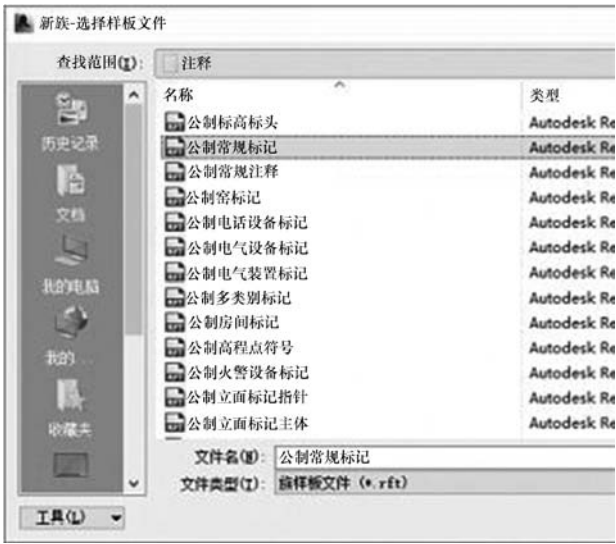 新族-选择样板文件
查找范围(I): 注释
历史记录
文档
我的电脑
我的...
收藏夹
名称 类型
公制标高标头 Autodesk Re
公制常规标记 Autodesk Re
公制常规注释 Autodesk Re
公制窑标记 Autodesk Re
公制电话设备标记 Autodesk Re
公制电气设备标记 Autodesk Re
公制电气装置标记 Autodesk Re
公制多类别标记 Autodesk Re
公制房间标记 Autodesk Re
公制高程点符号 Autodesk Re
公制火警设备标记 Autodesk Re
公制立面标记指针 Autodesk Re
公制立面标记主体 Autodesk Re
文件名(N): 公制常规标记
文件类型(T): 族样板文件 (*.rft)
工具(L)